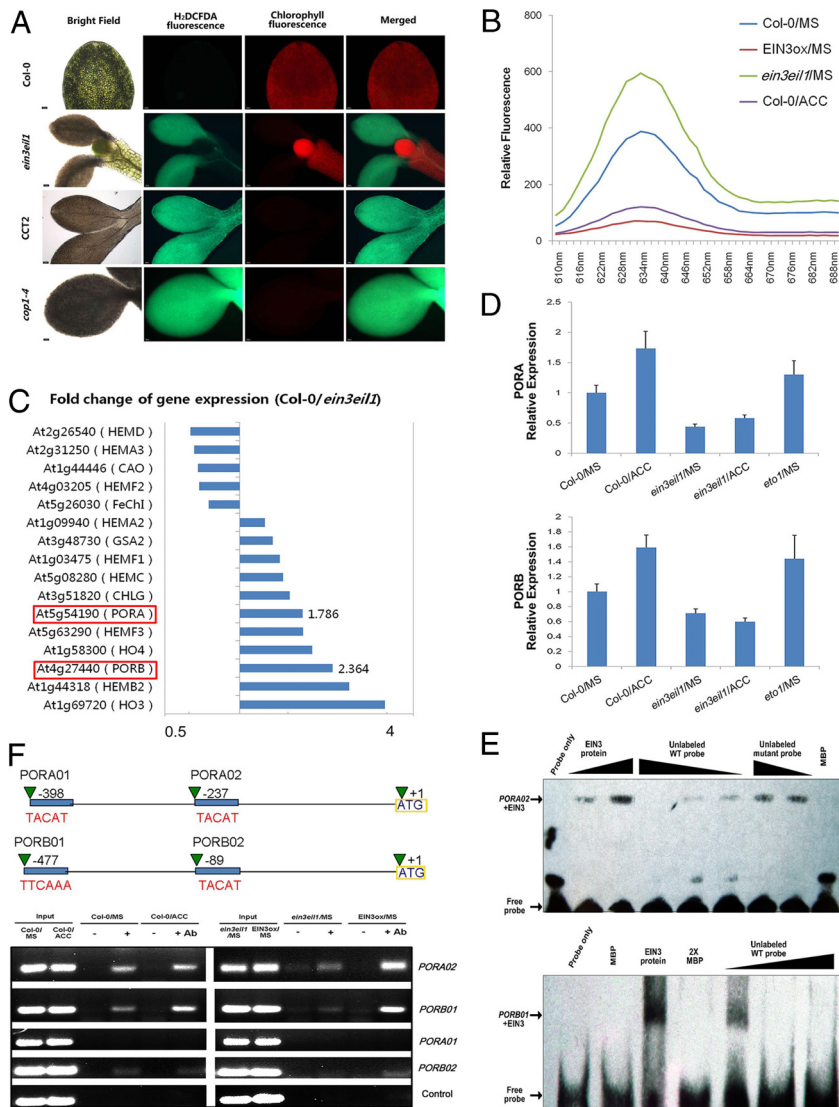 A
Bright Field
H₂DCFDA fluorescence
Chlorophyll fluorescence
Merged
Col-0
ein3eil1
CCT2
cop1-4
B
Relative Fluorescence
800
600
400
200
0
Col-0/MS
EIN3ox/MS
ein3eil1/MS
Col-0/ACC
610nm
616nm
622nm
628nm
634nm
640nm
646nm
652nm
658nm
664nm
670nm
676nm
682nm
688nm
C
Fold change of gene expression (Col-0/ein3eil1)
At2g26540 ( HEMD )
At2g31250 ( HEMA3 )
At1g44446 ( CAO )
At4g03205 ( HEMF2 )
At5g26030 ( FeChI )
At1g09940 ( HEMA2 )
At3g48730 ( GSA2 )
At1g03475 ( HEMF1 )
At5g08280 ( HEMC )
At3g51820 ( CHLG )
At5g54190 ( PORA ) 1.786
At5g63290 ( HEMF3 )
At1g58300 ( HO4 )
At4g27440 ( PORB ) 2.364
At1g44318 ( HEMB2 )
At1g69720 ( HO3 )
0.5 4
D
PORA
Relative Expression
2.5
2
1.5
1
0.5
0
Col-0/MS
Col-0/ACC
ein3eil1/MS
ein3eil1/ACC
eto1/MS
PORB
Relative Expression
2
1.8
1.6
1.4
1.2
1
0.8
0.6
0.4
0.2
0
Col-0/MS
Col-0/ACC
ein3eil1/MS
ein3eil1/ACC
eto1/MS
E
Probe only
EIN3 protein
Unlabeled WT probe
Unlabeled mutant probe
MBP
PORA02 +EIN3
Free probe
Probe only
MBP
EIN3 protein
2X MBP
Unlabeled WT probe
PORB01 +EIN3
Free probe
F
PORA01 PORA02
-398 -237 +1
ATG
TACAT TACAT
PORB01 PORB02
-477 -89 +1
ATG
TTCAAA TACAT
Input Col-0/MS Col-0/ACC Input ein3eil1/MS EIN3ox/MS
Col-0/MS Col-0/ACC - + - + Ab ein3eil1/MS EIN3ox/MS - + - + Ab
PORA02
PORB01
PORA01
PORB02
Control